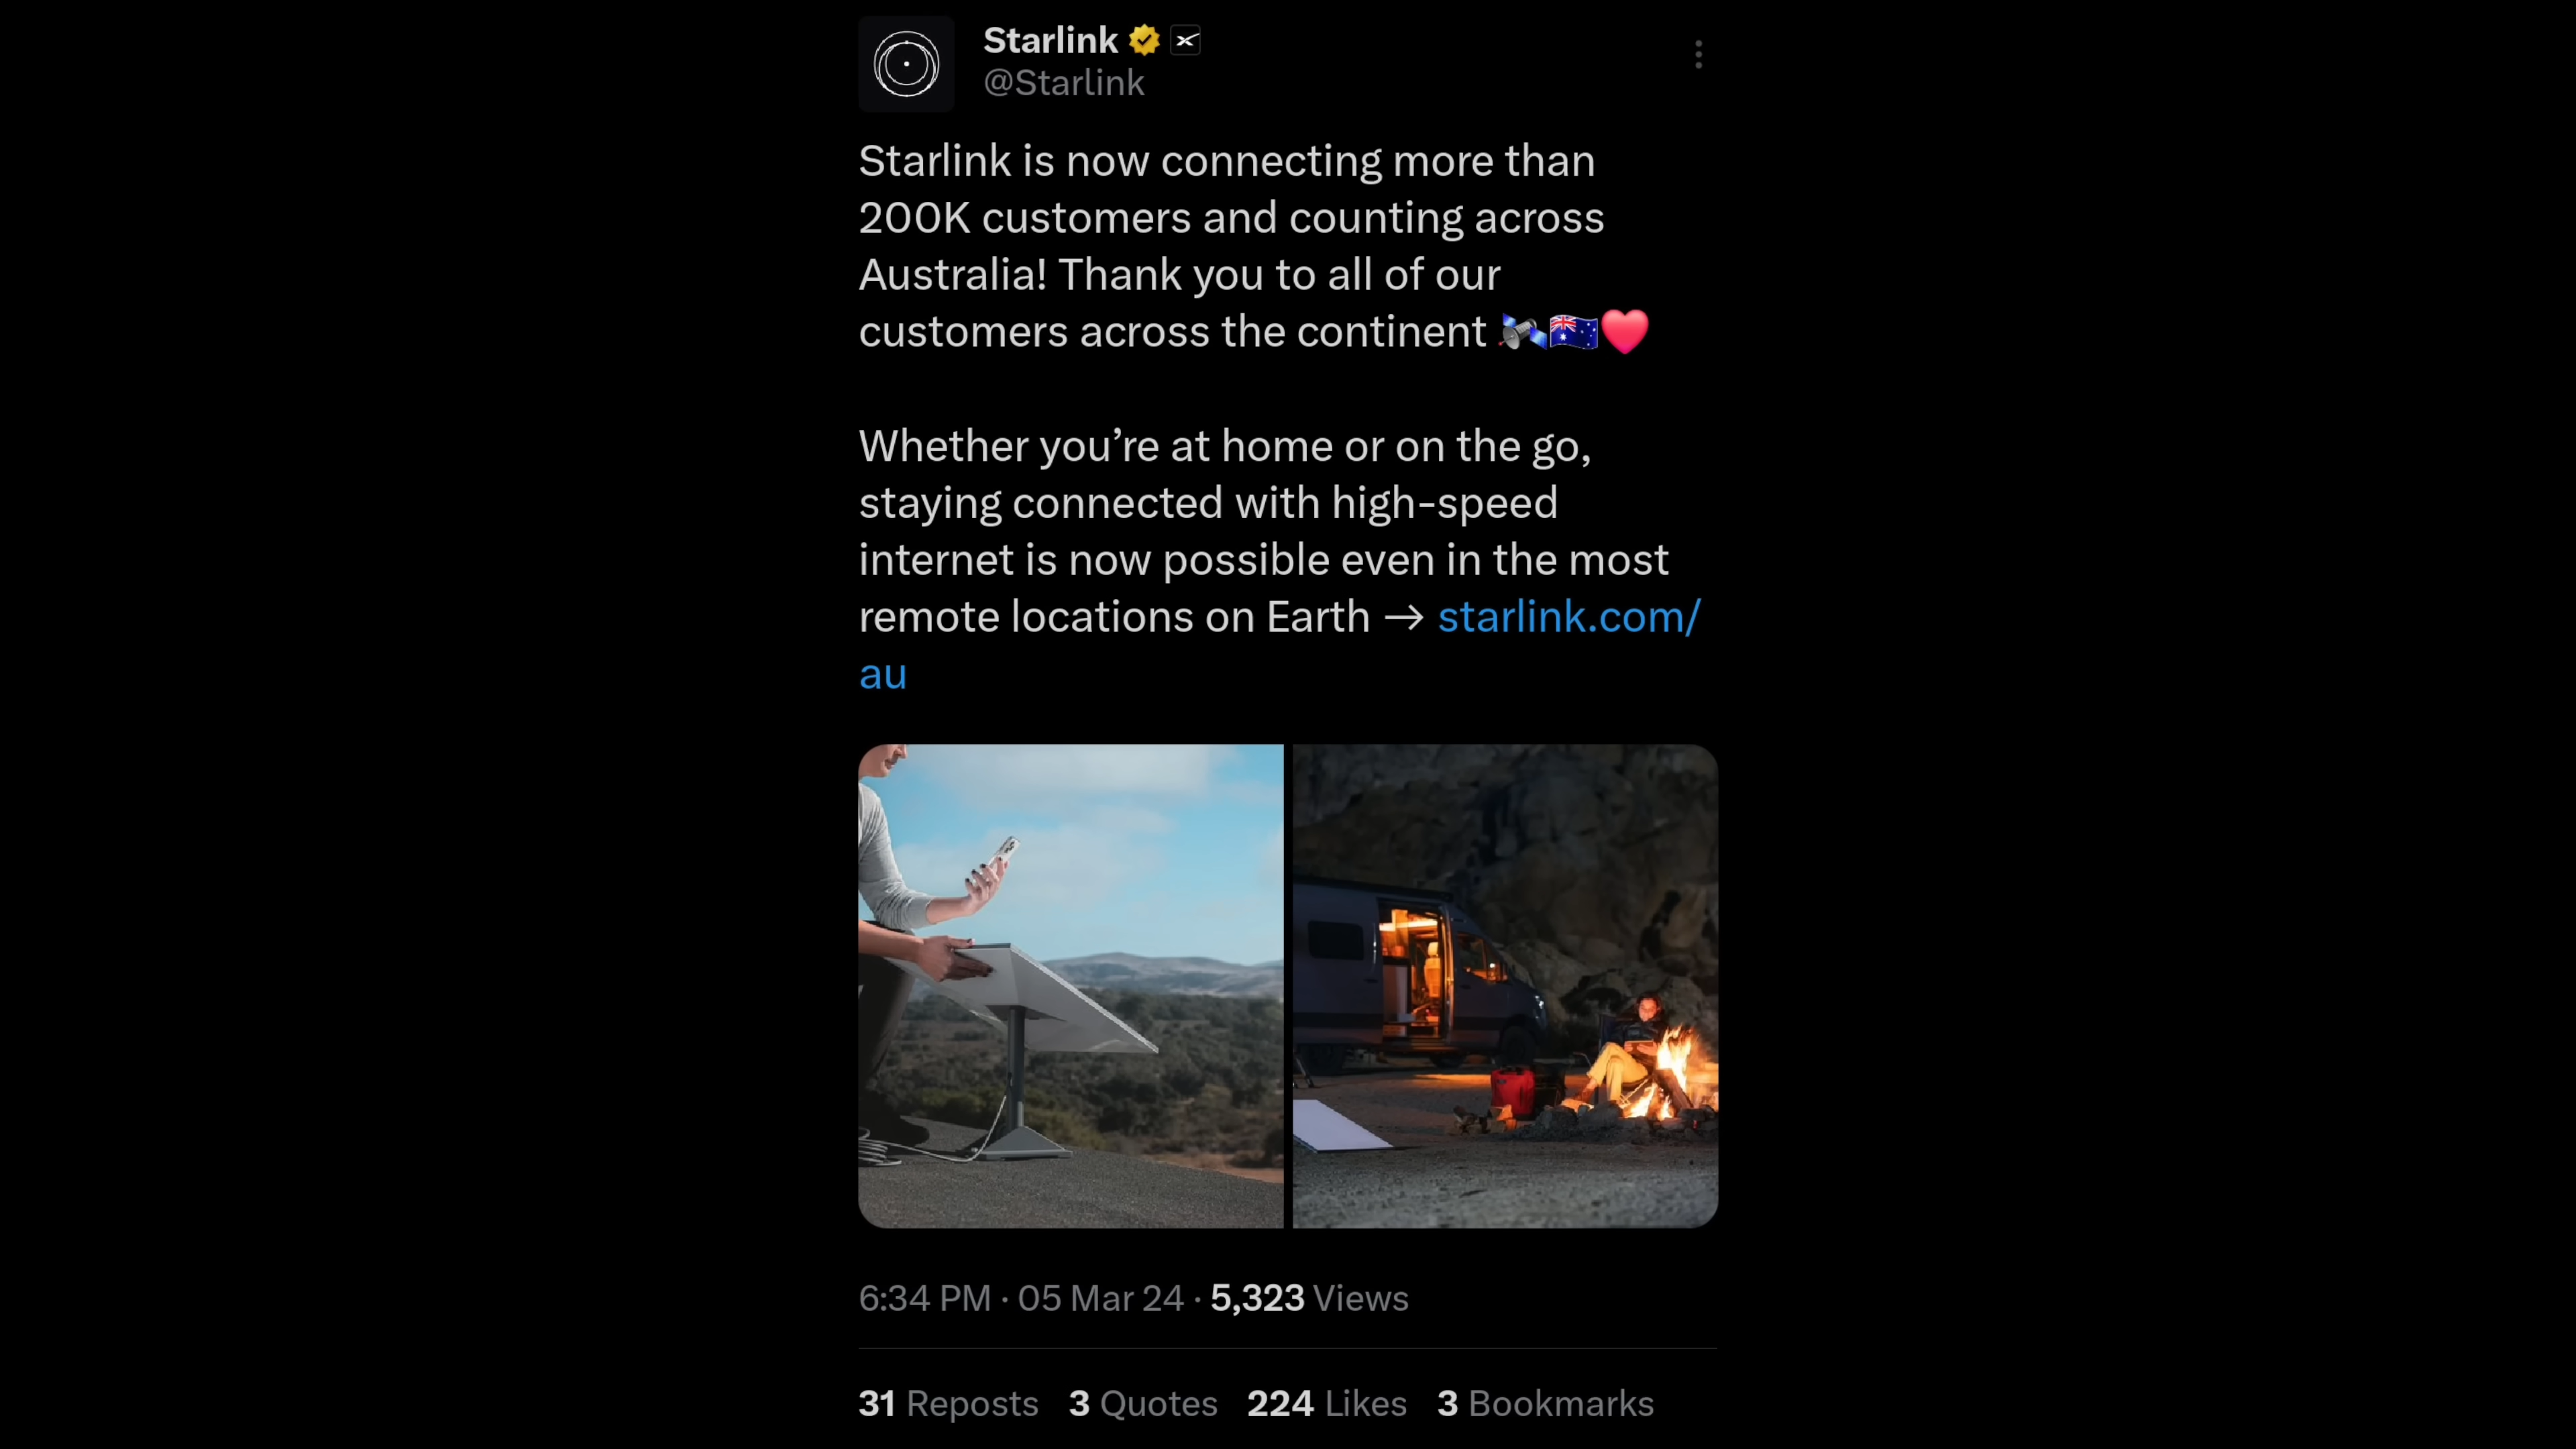 Starlink
@Starlink
Starlink is now connecting more than
200K customers and counting across
Australia! Thank you to all of our
customers across the continent 🛰️🇦🇺❤️
Whether you’re at home or on the go,
staying connected with high-speed
internet is now possible even in the most
remote locations on Earth → starlink.com/
au
6:34 PM · 05 Mar 24 · 5,323 Views
31 Reposts 3 Quotes 224 Likes 3 Bookmarks